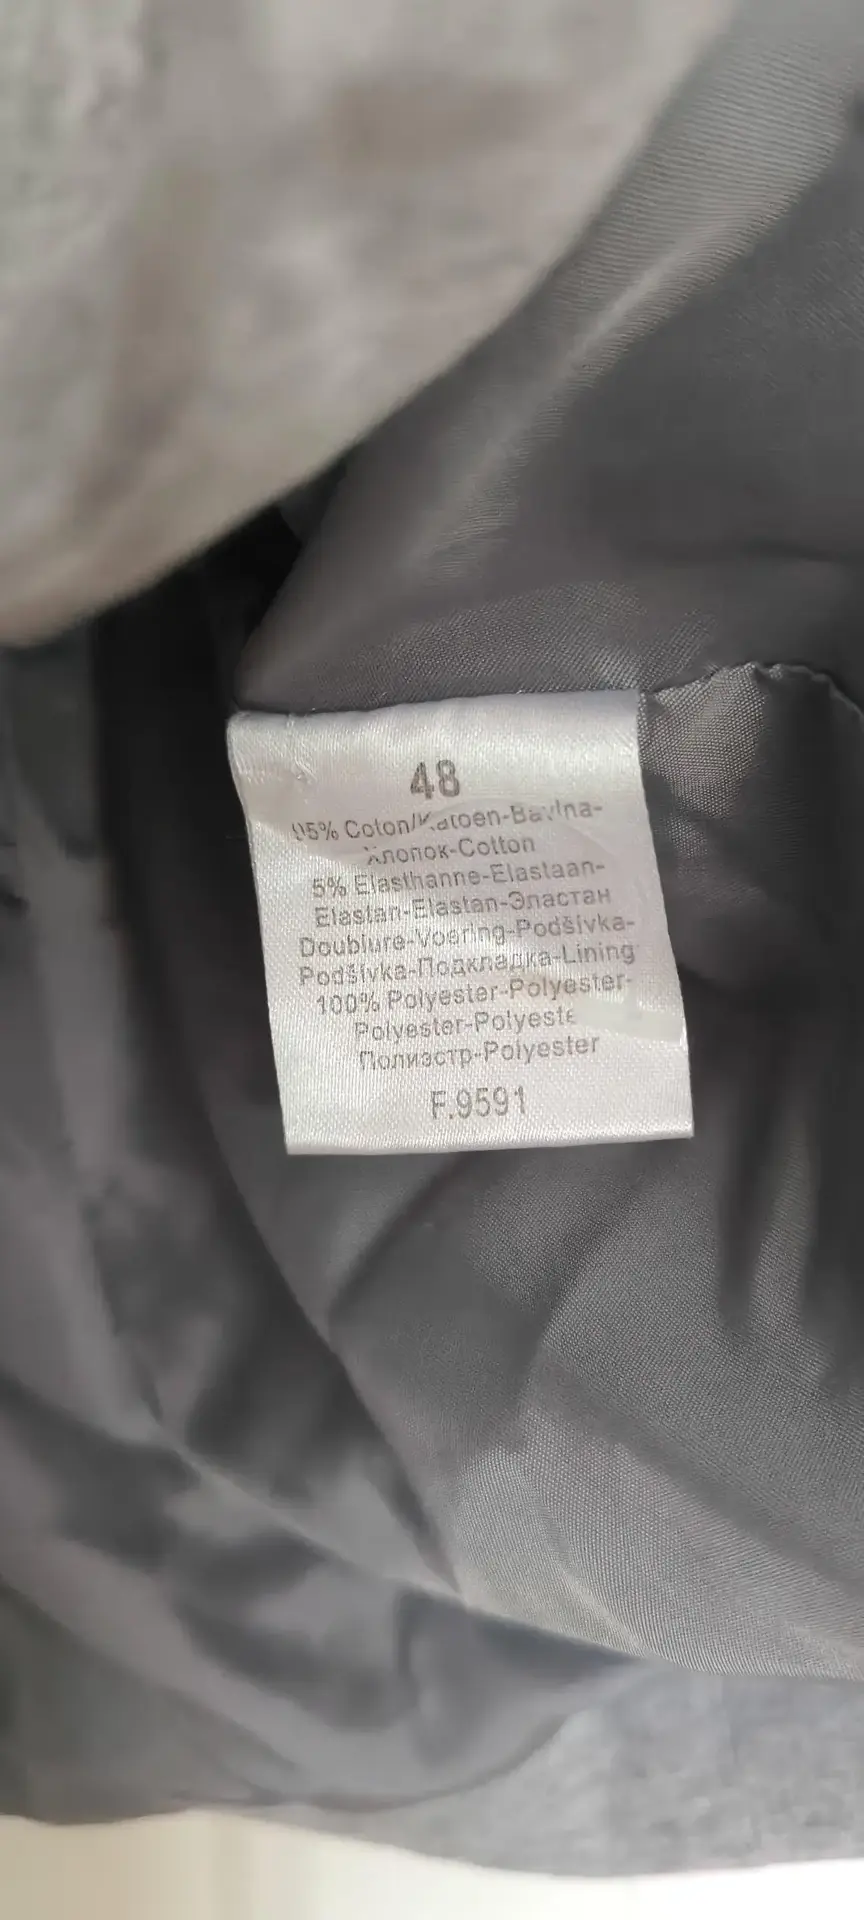 48
95% Coton/Katoen-Bavlna-
Хлопок-Cotton
5% Elasthanne-Elastaan-
Elastan-Elastan-Эластан
Doublure-Voering-Podšívka-
Podšívka-Подкладка-Lining
100% Polyester-Polyester-
Polyester-Polyeste
Полиэстр-Polyester
F.9591